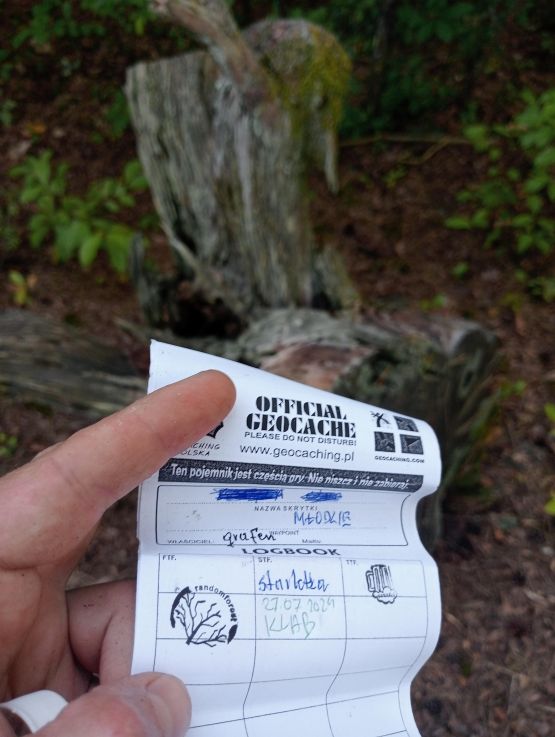 OFFICIAL
GEOCACHE
PLEASE DO NOT DISTURB!
www.geocaching.pl
GEOCACHING.COM
Ten pojemnik jest częścią gry. Nie niszcz i nie zabieraj.
NAZWA SKRYTKI
MŁODKIE
WAYPOINT
WŁAŚCICIEL: grafen
LOGBOOK
FTF. STF. TTF.
randomforest
starlotka
27.07 2024
KLAB